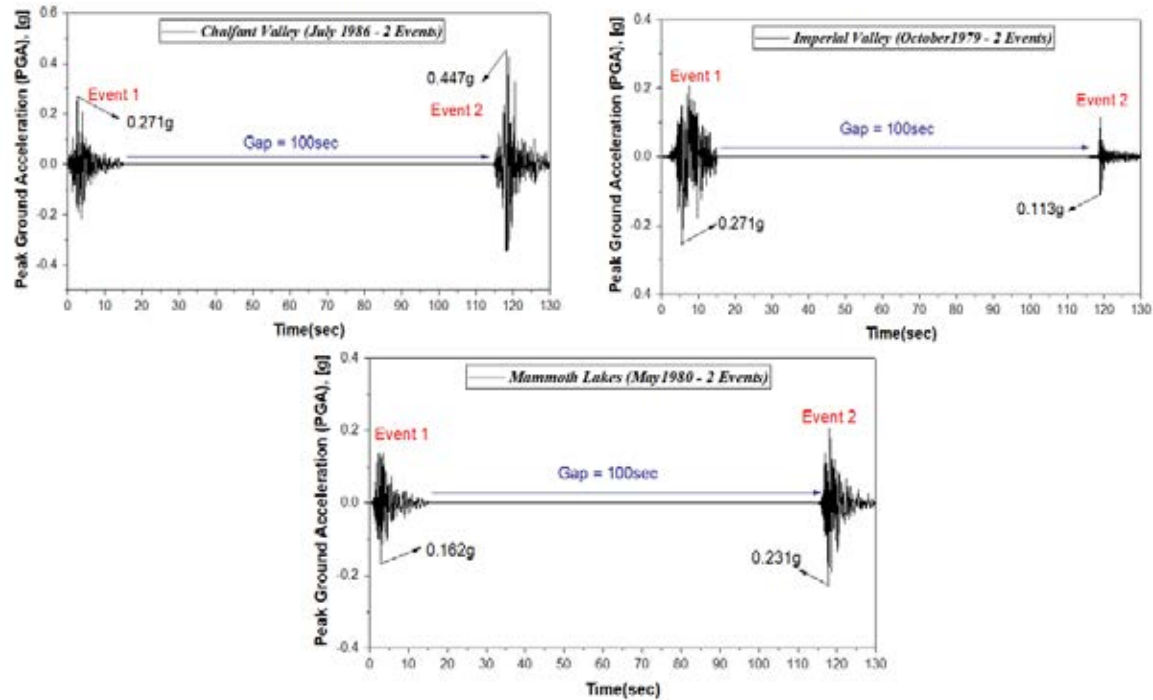 Chalfant Valley (July 1986 - 2 Events)
Peak Ground Acceleration (PGA), [g]
0.6
0.4
0.2
0.0
-0.2
-0.4
Event 1
0.271g
Gap = 100sec
0.447g
Event 2
0 10 20 30 40 50 60 70 80 90 100 110 120 130
Time(sec)
Imperial Valley (October1979 - 2 Events)
Peak Ground Acceleration (PGA), [g]
0.4
0.2
0.0
-0.2
0.4
Event 1
0.271g
Gap = 100sec
Event 2
0.113g
0 10 20 30 40 50 60 70 80 90 100 110 120 130
Time(sec)
Mammoth Lakes (May1980 - 2 Events)
Peak Ground Acceleration (PGA), [g]
0.4
0.2
0.0
-0.2
-0.4
Event 1
0.162g
Gap = 100sec
Event 2
0.231g
0 10 20 30 40 50 60 70 80 90 100 110 120 130
Time(sec)